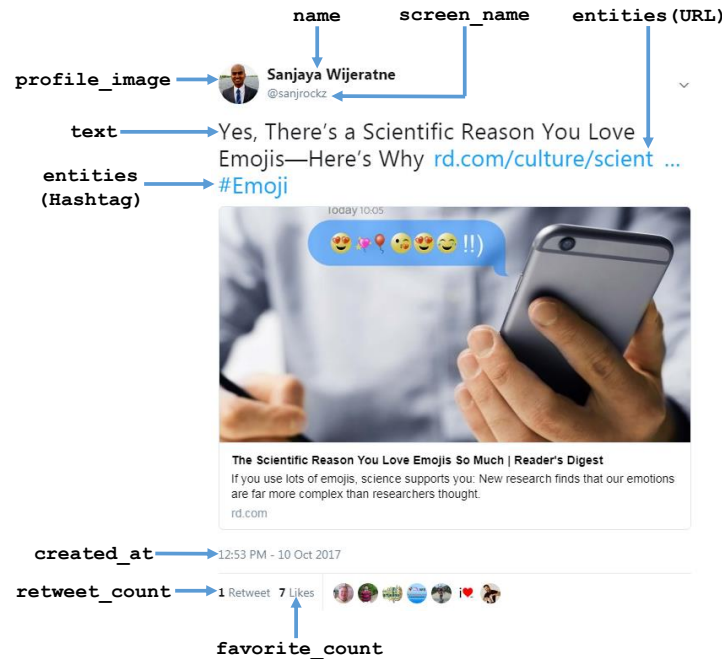 name screen_name entities(URL)
profile_image Sanjaya Wijeratne
@sanjrockz
text Yes, There's a Scientific Reason You Love
Emojis—Here's Why rd.com/culture/scient ...
entities
(Hashtag)
#Emoji
Today 10:05
😍💘🎈😘😍😂 !!)
The Scientific Reason You Love Emojis So Much | Reader's Digest
If you use lots of emojis, science supports you: New research finds that our emotions
are far more complex than researchers thought.
rd.com
created_at 12:53 PM - 10 Oct 2017
retweet_count 1 Retweet 7 Likes i❤
favorite_count